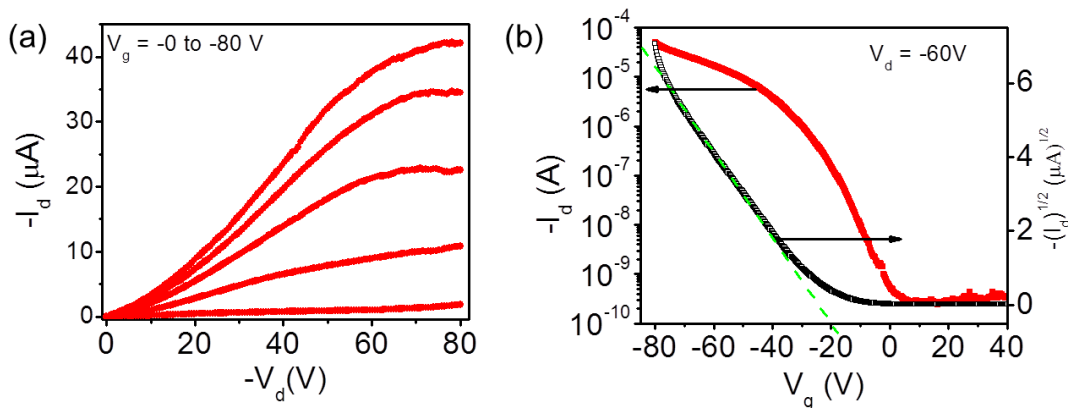 (a)
V_g = -0 to -80 V
40
30
20
10
0
-I_d (μA)
0 20 40 60 80
-V_d(V)
(b)
V_d = -60V
10^-4
10^-5
10^-6
10^-7
10^-8
10^-9
10^-10
-I_d (A)
6
4
2
0
-(I_d)^1/2 (μA)^1/2
-80 -60 -40 -20 0 20 40
V_g (V)